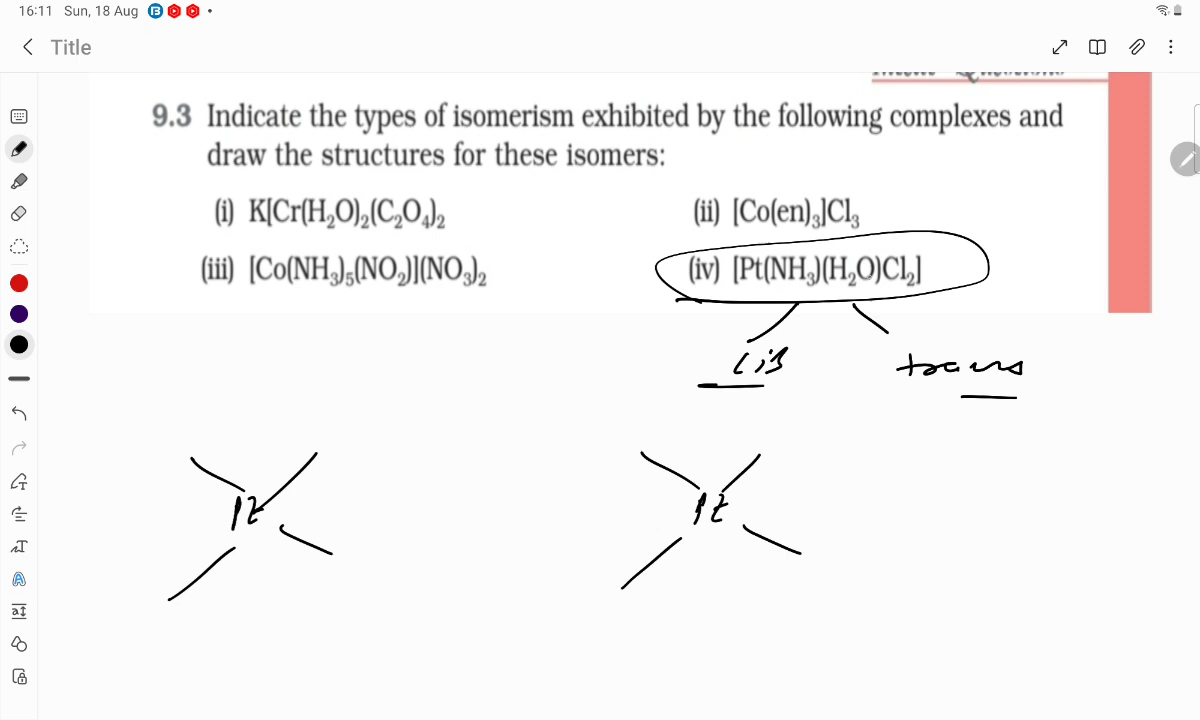 16:11 Sun, 18 Aug
Title
9.3 Indicate the types of isomerism exhibited by the following complexes and
draw the structures for these isomers:
(i) K[Cr(H₂O)₂(C₂O₄)₂
(ii) [Co(en)₃]Cl₃
(iii) [Co(NH₃)₅(NO₂)](NO₃)₂
(iv) [Pt(NH₃)(H₂O)Cl₂]
cis
trans
Pt
Pt